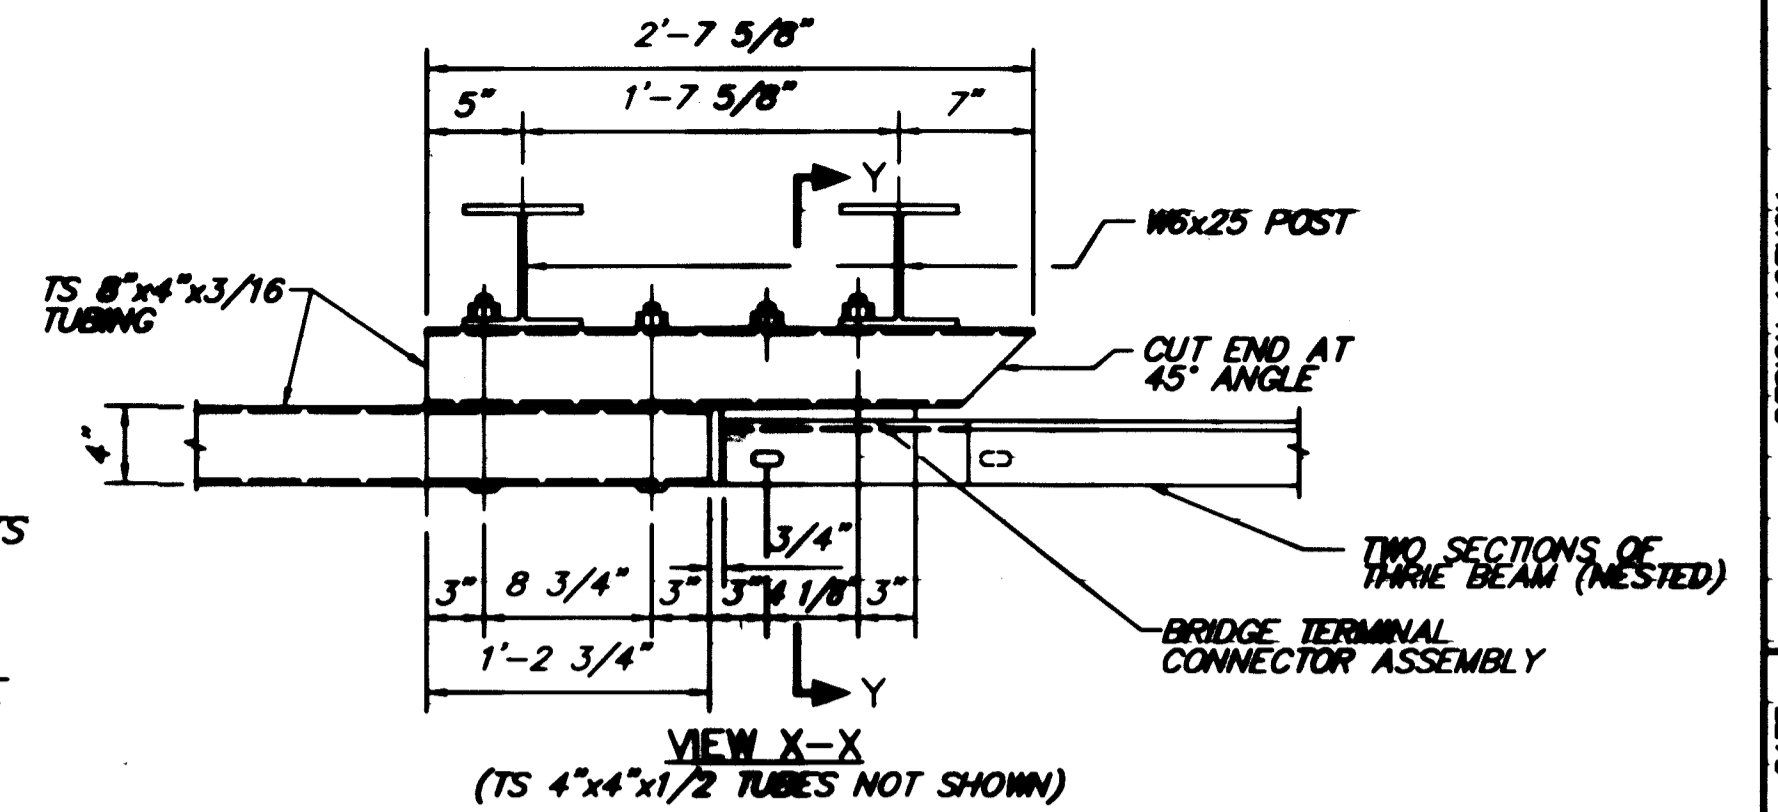 2'-7 5/8"
5"
1'-7 5/8"
7"
Y
W6x25 POST
TS 8"x4"x3/16
TUBING
CUT END AT
45° ANGLE
4"
TS
3/4"
3"
8 3/4"
3"
3"
4 1/8"
3"
TWO SECTIONS OF
THRIE BEAM (NESTED)
1'-2 3/4"
BRIDGE TERMINAL
CONNECTOR ASSEMBLY
Y
VIEW X-X
(TS 4"x4"x1/2 TUBES NOT SHOWN)